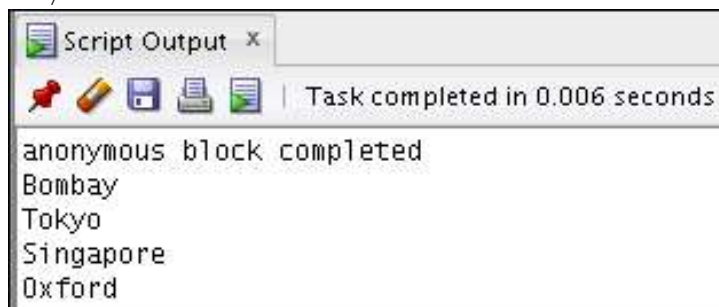 Script Output
Task completed in 0.006 seconds
anonymous block completed
Bombay
Tokyo
Singapore
Oxford